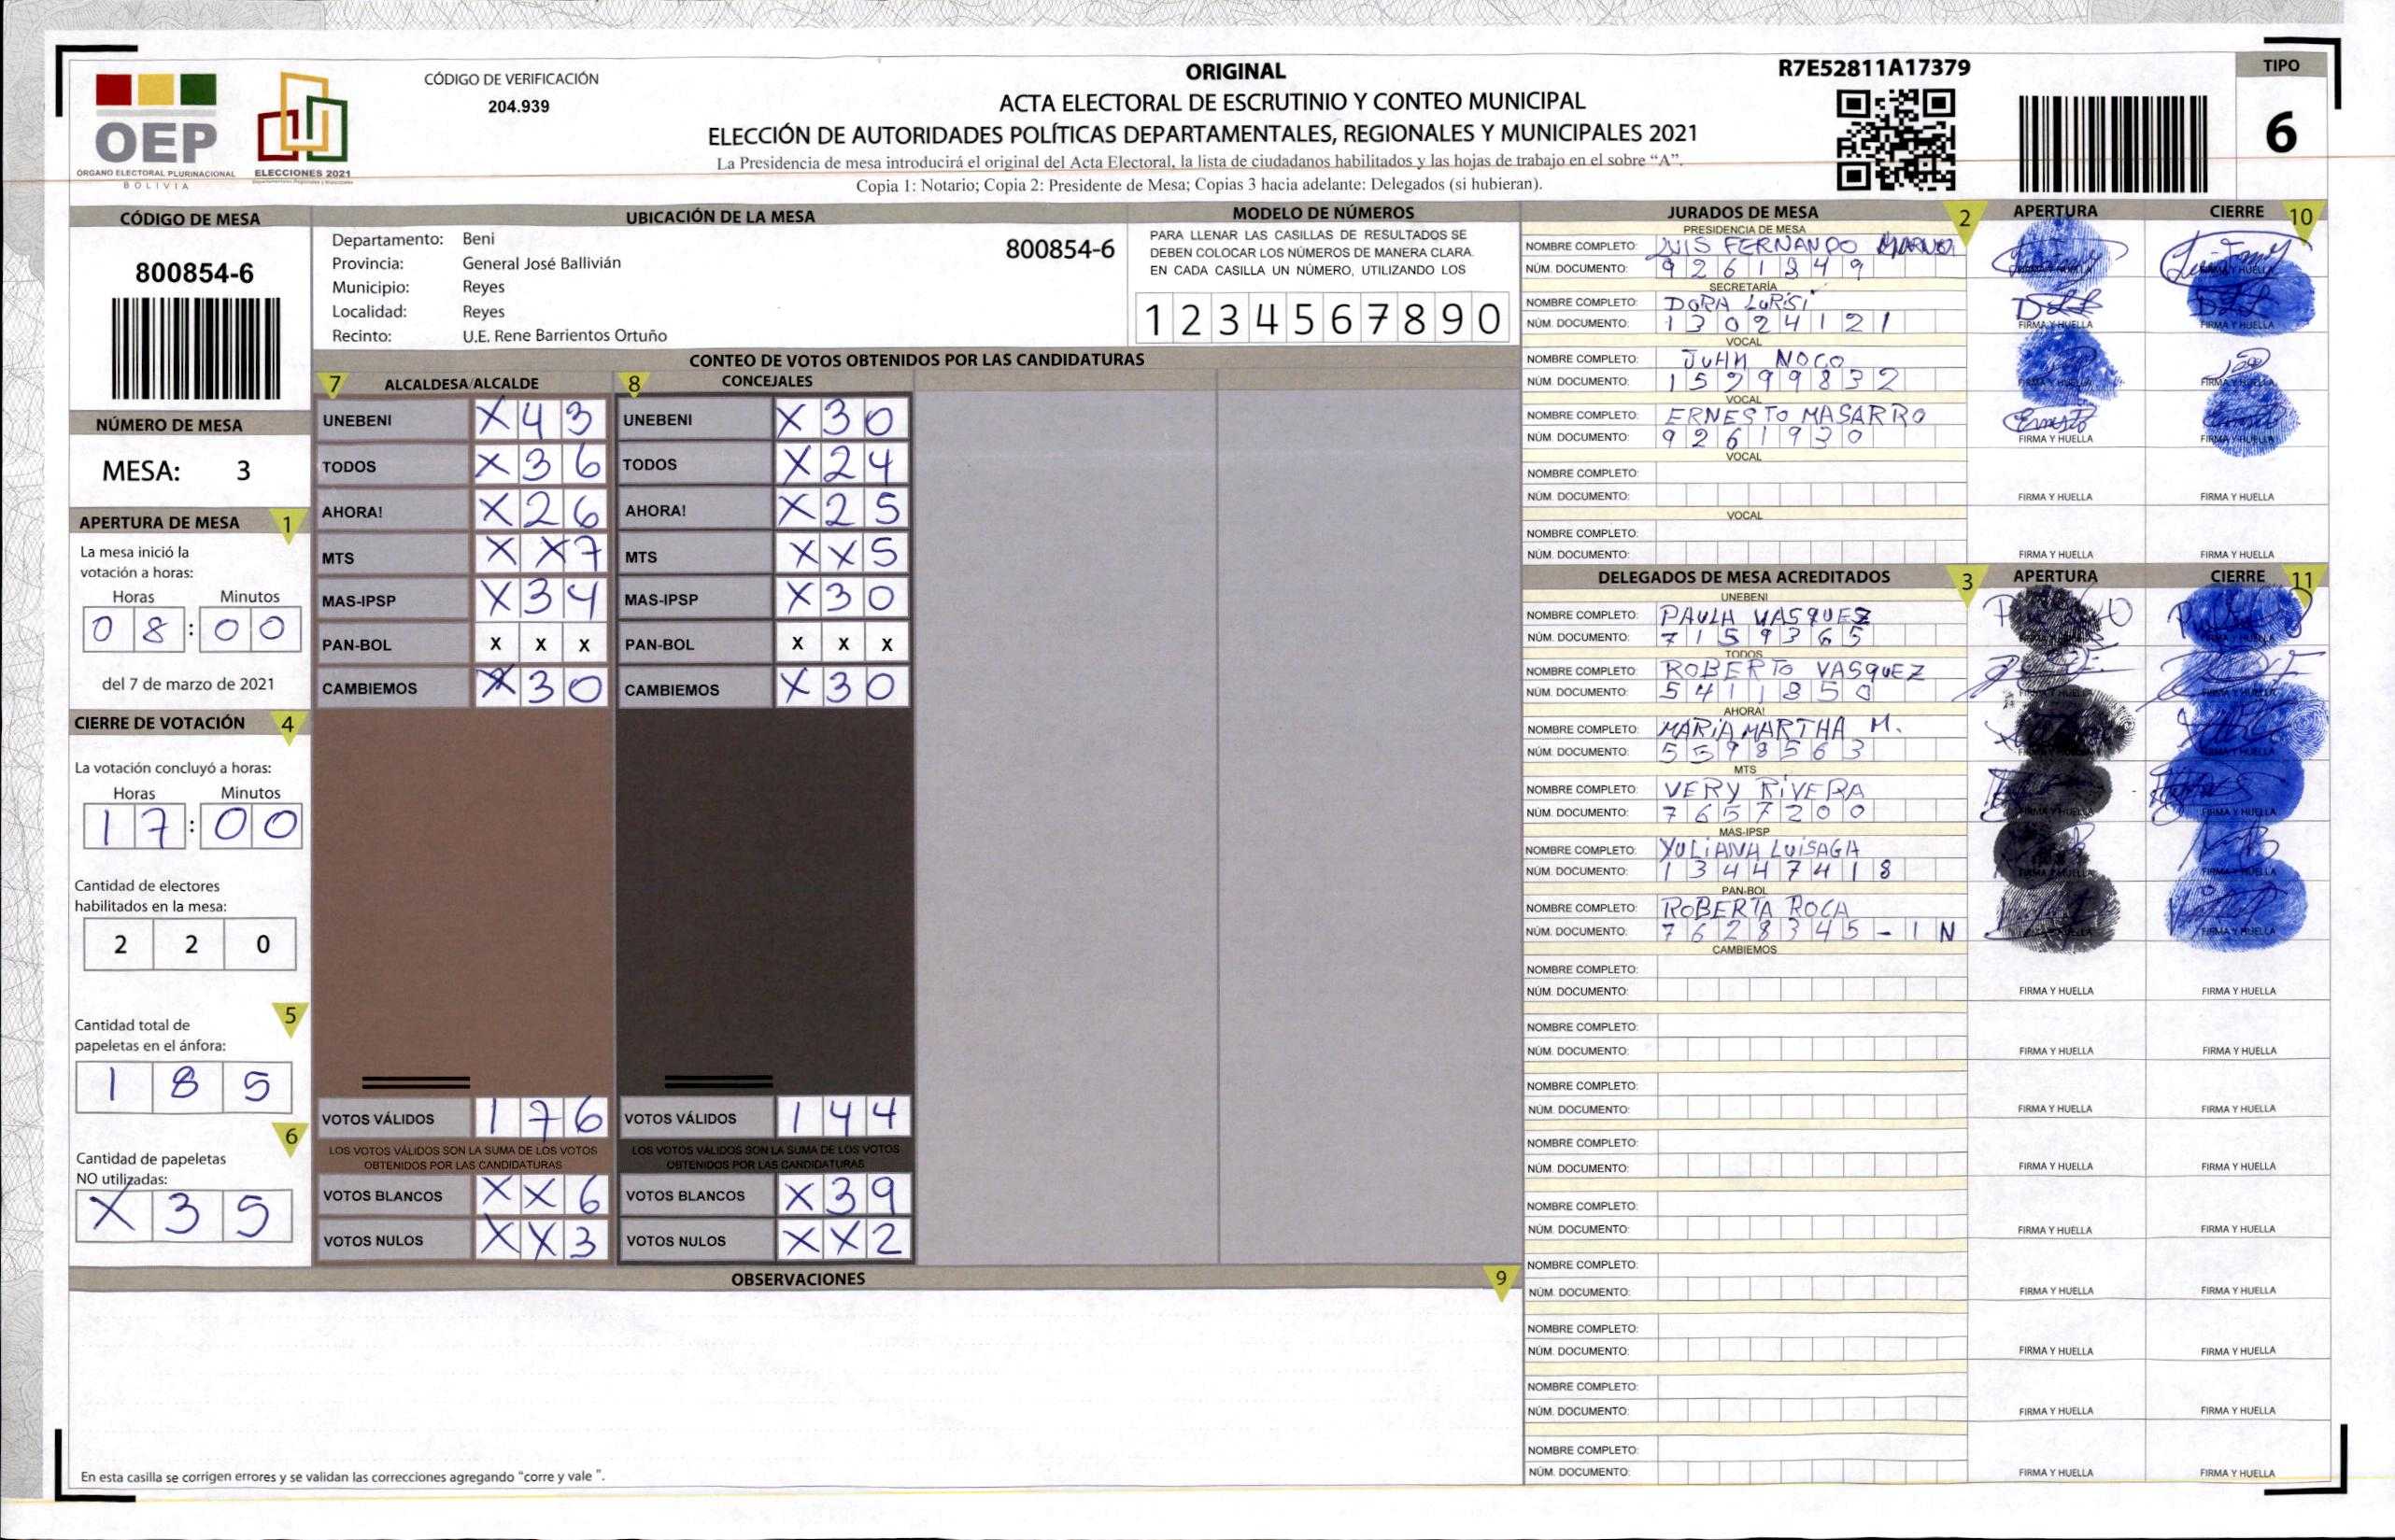 OEP
ÓRGANO ELECTORAL PLURINACIONAL
BOLIVIA
ELECCIONES 2021
CÓDIGO DE VERIFICACIÓN
204.939
ORIGINAL
ACTA ELECTORAL DE ESCRUTINIO Y CONTEO MUNICIPAL
ELECCIÓN DE AUTORIDADES POLÍTICAS DEPARTAMENTALES, REGIONALES Y MUNICIPALES 2021
La Presidencia de mesa introducirá el original del Acta Electoral, la lista de ciudadanos habilitados y las hojas de trabajo en el sobre "A".
Copia 1: Notario; Copia 2: Presidente de Mesa; Copias 3 hacia adelante: Delegados (si hubieran).
R7E52811A17379
TIPO
6
CÓDIGO DE MESA
800854-6
NÚMERO DE MESA
MESA: 3
APERTURA DE MESA 1
La mesa inició la
votación a horas:
Horas Minutos
0 8 : 0 0
del 7 de marzo de 2021
CIERRE DE VOTACIÓN 4
La votación concluyó a horas:
Horas Minutos
1 7 : 0 0
Cantidad de electores
habilitados en la mesa:
2 2 0
5
Cantidad total de
papeletas en el ánfora:
1 8 5
6
Cantidad de papeletas
NO utilizadas:
X 3 5
UBICACIÓN DE LA MESA
Departamento: Beni
800854-6
Provincia: General José Ballivián
Municipio: Reyes
Localidad: Reyes
Recinto: U.E. Rene Barrientos Ortuño
MODELO DE NÚMEROS
PARA LLENAR LAS CASILLAS DE RESULTADOS SE
DEBEN COLOCAR LOS NÚMEROS DE MANERA CLARA.
EN CADA CASILLA UN NÚMERO, UTILIZANDO LOS
1 2 3 4 5 6 7 8 9 0
CONTEO DE VOTOS OBTENIDOS POR LAS CANDIDATURAS
7 ALCALDESA/ALCALDE
UNEBENI X 4 3
TODOS X 3 6
AHORA! X 2 6
MTS X X 7
MAS-IPSP X 3 4
PAN-BOL X X X
CAMBIEMOS X 3 0
VOTOS VÁLIDOS 1 7 6
LOS VOTOS VÁLIDOS SON LA SUMA DE LOS VOTOS
OBTENIDOS POR LAS CANDIDATURAS
VOTOS BLANCOS X X 6
VOTOS NULOS X X 3
8 CONCEJALES
UNEBENI X 3 0
TODOS X 2 4
AHORA! X 2 5
MTS X X 5
MAS-IPSP X 3 0
PAN-BOL X X X
CAMBIEMOS X 3 0
VOTOS VÁLIDOS 1 4 4
LOS VOTOS VÁLIDOS SON LA SUMA DE LOS VOTOS
OBTENIDOS POR LAS CANDIDATURAS
VOTOS BLANCOS X 3 9
VOTOS NULOS X X 2
OBSERVACIONES 9
En esta casilla se corrigen errores y se validan las correcciones agregando "corre y vale ".
JURADOS DE MESA 2 APERTURA CIERRE 10
PRESIDENCIA DE MESA
NOMBRE COMPLETO: LUIS FERNANDO
NÚM. DOCUMENTO: 9 2 6 1 3 4 9
SECRETARÍA
NOMBRE COMPLETO: DORA LURISI
NÚM. DOCUMENTO: 1 3 0 2 4 1 2 1
FIRMA Y HUELLA FIRMA Y HUELLA
VOCAL
NOMBRE COMPLETO: JUAN NOCO
NÚM. DOCUMENTO: 1 5 2 9 9 8 3 2
FIRMA Y HUELLA FIRMA Y HUELLA
VOCAL
NOMBRE COMPLETO: ERNESTO MASARRO
NÚM. DOCUMENTO: 9 2 6 1 9 3 0
FIRMA Y HUELLA FIRMA Y HUELLA
VOCAL
NOMBRE COMPLETO:
NÚM. DOCUMENTO:
FIRMA Y HUELLA FIRMA Y HUELLA
VOCAL
NOMBRE COMPLETO:
NÚM. DOCUMENTO:
FIRMA Y HUELLA FIRMA Y HUELLA
DELEGADOS DE MESA ACREDITADOS 3 APERTURA CIERRE 11
UNEBENI
NOMBRE COMPLETO: PAULA VASQUEZ
NÚM. DOCUMENTO: 7 1 5 9 3 6 5
TODOS
NOMBRE COMPLETO: ROBERTO VASQUEZ
NÚM. DOCUMENTO: 5 4 1 1 8 5 0
AHORA!
NOMBRE COMPLETO: MARIA MARTHA M.
NÚM. DOCUMENTO: 5 5 9 8 5 6 3
MTS
NOMBRE COMPLETO: VERY RIVERA
NÚM. DOCUMENTO: 7 6 5 7 2 0 0
MAS-IPSP
NOMBRE COMPLETO: YULIANA LUISAGA
NÚM. DOCUMENTO: 1 3 4 4 7 4 1 8
PAN-BOL
NOMBRE COMPLETO: ROBERTA ROCA
NÚM. DOCUMENTO: 7 6 2 8 3 4 5 - 1 N
CAMBIEMOS
NOMBRE COMPLETO:
NÚM. DOCUMENTO: FIRMA Y HUELLA FIRMA Y HUELLA
NOMBRE COMPLETO:
NÚM. DOCUMENTO: FIRMA Y HUELLA FIRMA Y HUELLA
NOMBRE COMPLETO:
NÚM. DOCUMENTO: FIRMA Y HUELLA FIRMA Y HUELLA
NOMBRE COMPLETO:
NÚM. DOCUMENTO: FIRMA Y HUELLA FIRMA Y HUELLA
NOMBRE COMPLETO:
NÚM. DOCUMENTO: FIRMA Y HUELLA FIRMA Y HUELLA
NOMBRE COMPLETO:
NÚM. DOCUMENTO: FIRMA Y HUELLA FIRMA Y HUELLA
NOMBRE COMPLETO:
NÚM. DOCUMENTO: FIRMA Y HUELLA FIRMA Y HUELLA
NOMBRE COMPLETO:
NÚM. DOCUMENTO: FIRMA Y HUELLA FIRMA Y HUELLA
NOMBRE COMPLETO:
NÚM. DOCUMENTO: FIRMA Y HUELLA FIRMA Y HUELLA